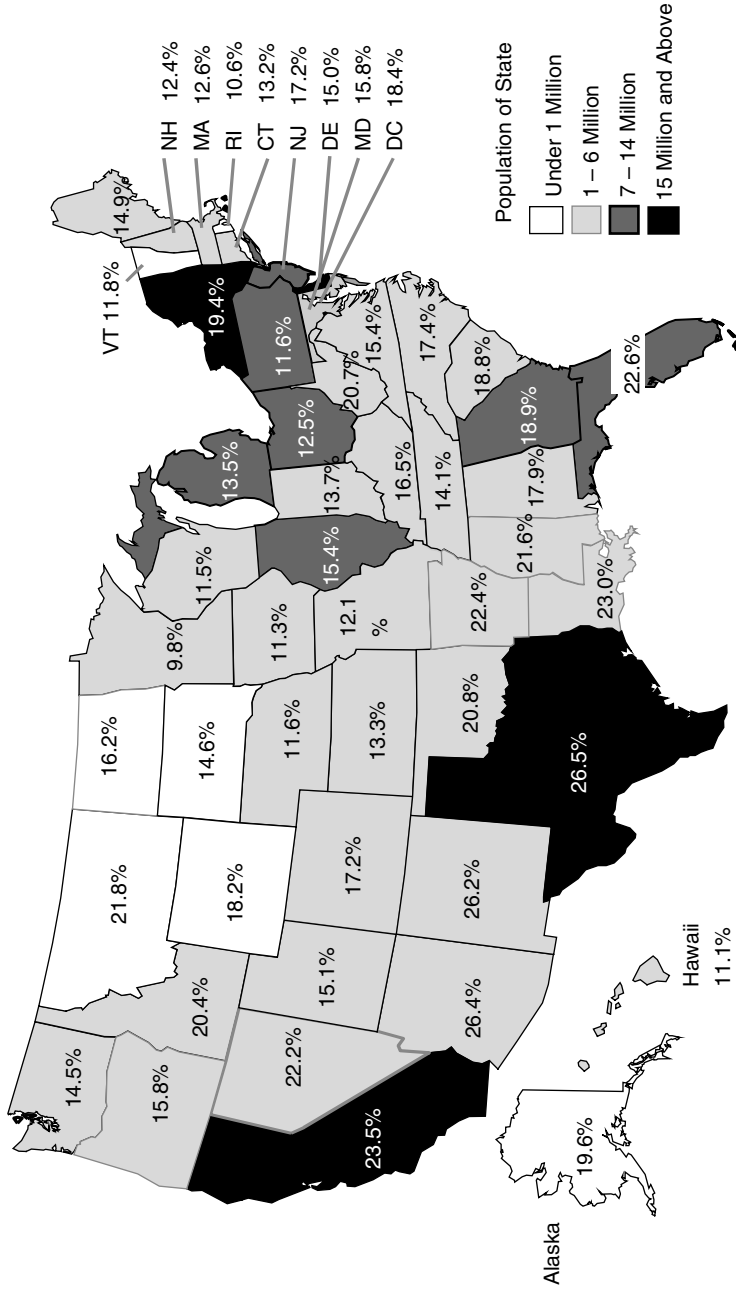 VT 11.8%
14.9%
NH 12.4%
MA 12.6%
RI 10.6%
CT 13.2%
NJ 17.2%
DE 15.0%
MD 15.8%
DC 18.4%
14.5%
15.8%
20.4%
21.8%
16.2%
9.8%
11.5%
13.5%
19.4%
18.2%
14.6%
11.3%
15.4%
13.7%
12.5%
11.6%
23.5%
22.2%
15.1%
17.2%
11.6%
12.1
%
16.5%
20.7%
15.4%
13.3%
14.1%
17.4%
26.4%
26.2%
20.8%
22.4%
21.6%
17.9%
18.9%
18.8%
26.5%
23.0%
22.6%
Alaska
19.6%
Hawaii
11.1%
Population of State
Under 1 Million
1 – 6 Million
7 – 14 Million
15 Million and Above